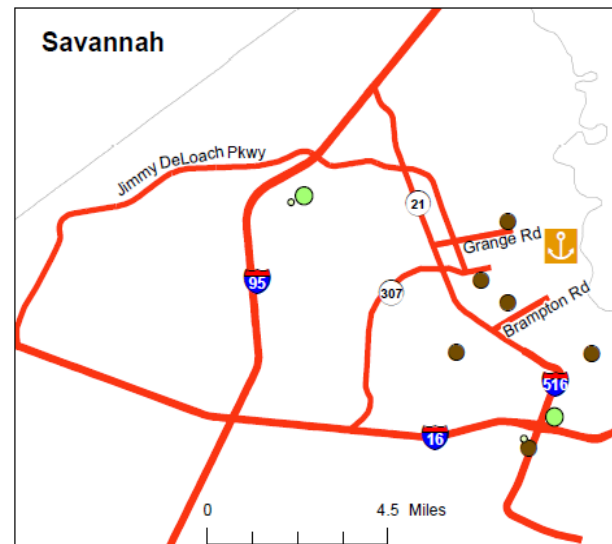 Savannah
Jimmy DeLoach Pkwy
21
Grange Rd
95
307
Brampton Rd
516
16
0 4.5 Miles